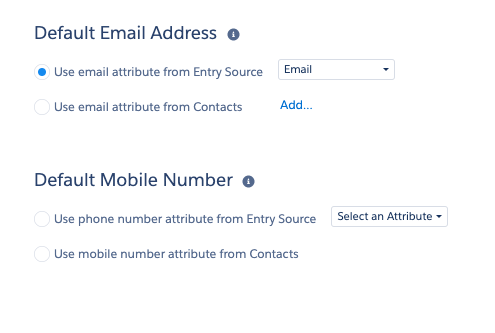 Default Email Address
Use email attribute from Entry Source Email
Use email attribute from Contacts Add...
Default Mobile Number
Use phone number attribute from Entry Source Select an Attribute
Use mobile number attribute from Contacts